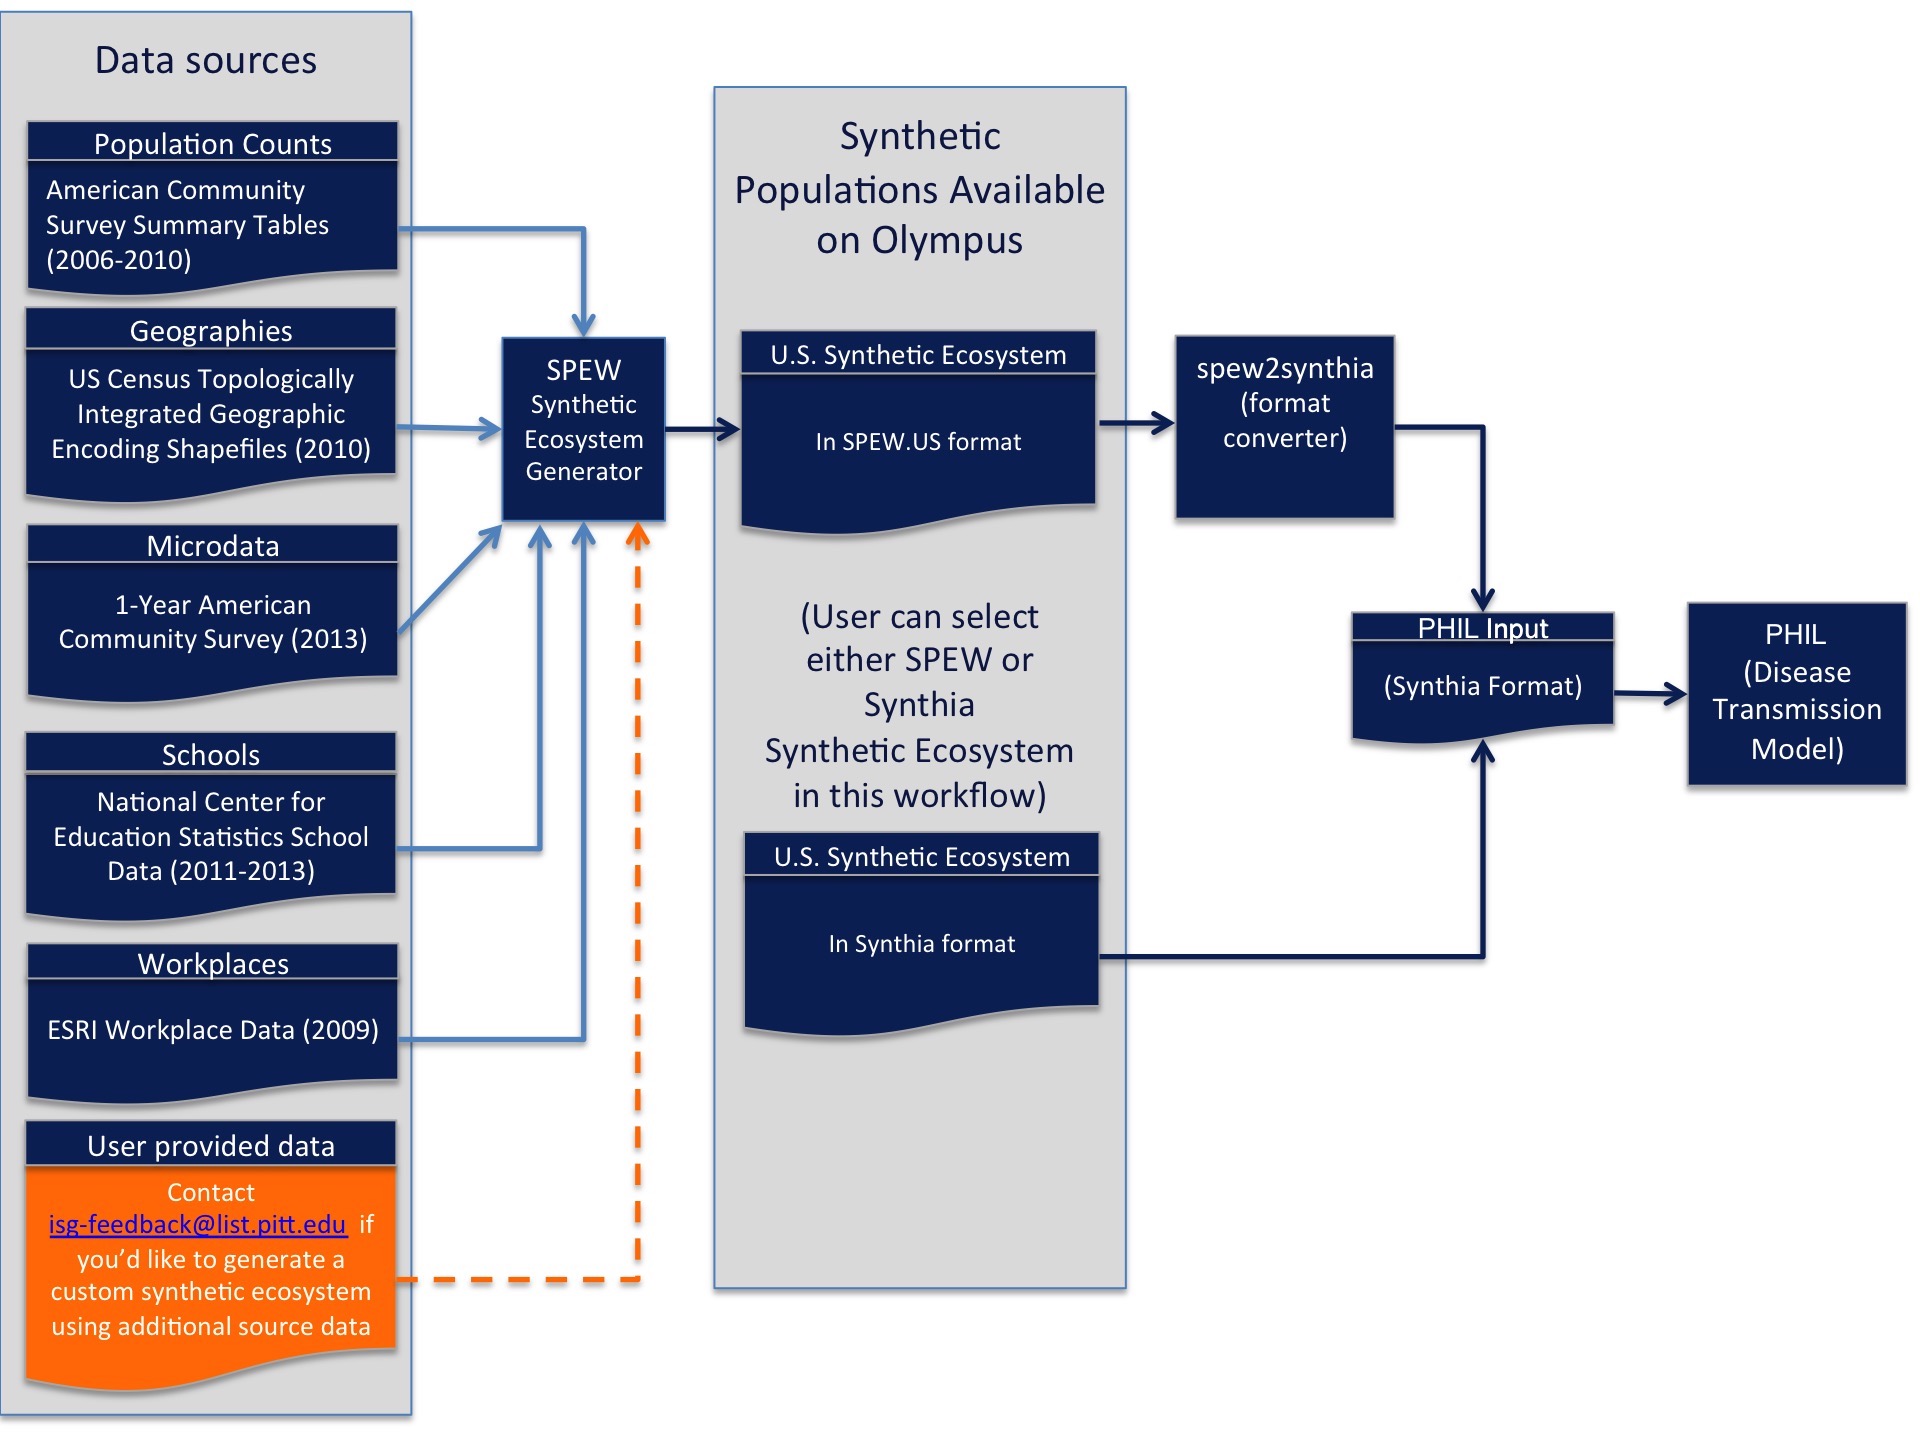 Data sources
Population Counts
American Community
Survey Summary Tables
(2006-2010)
Geographies
US Census Topologically
Integrated Geographic
Encoding Shapefiles (2010)
Microdata
1-Year American
Community Survey (2013)
Schools
National Center for
Education Statistics School
Data (2011-2013)
Workplaces
ESRI Workplace Data (2009)
User provided data
Contact
isg-feedback@list.pitt.edu if
you’d like to generate a
custom synthetic ecosystem
using additional source data
SPEW
Synthetic
Ecosystem
Generator
Synthetic
Populations Available
on Olympus
U.S. Synthetic Ecosystem
In SPEW.US format
(User can select
either SPEW or
Synthia
Synthetic Ecosystem
in this workflow)
U.S. Synthetic Ecosystem
In Synthia format
spew2synthia
(format
converter)
PHIL Input
(Synthia Format)
PHIL
(Disease
Transmission
Model)